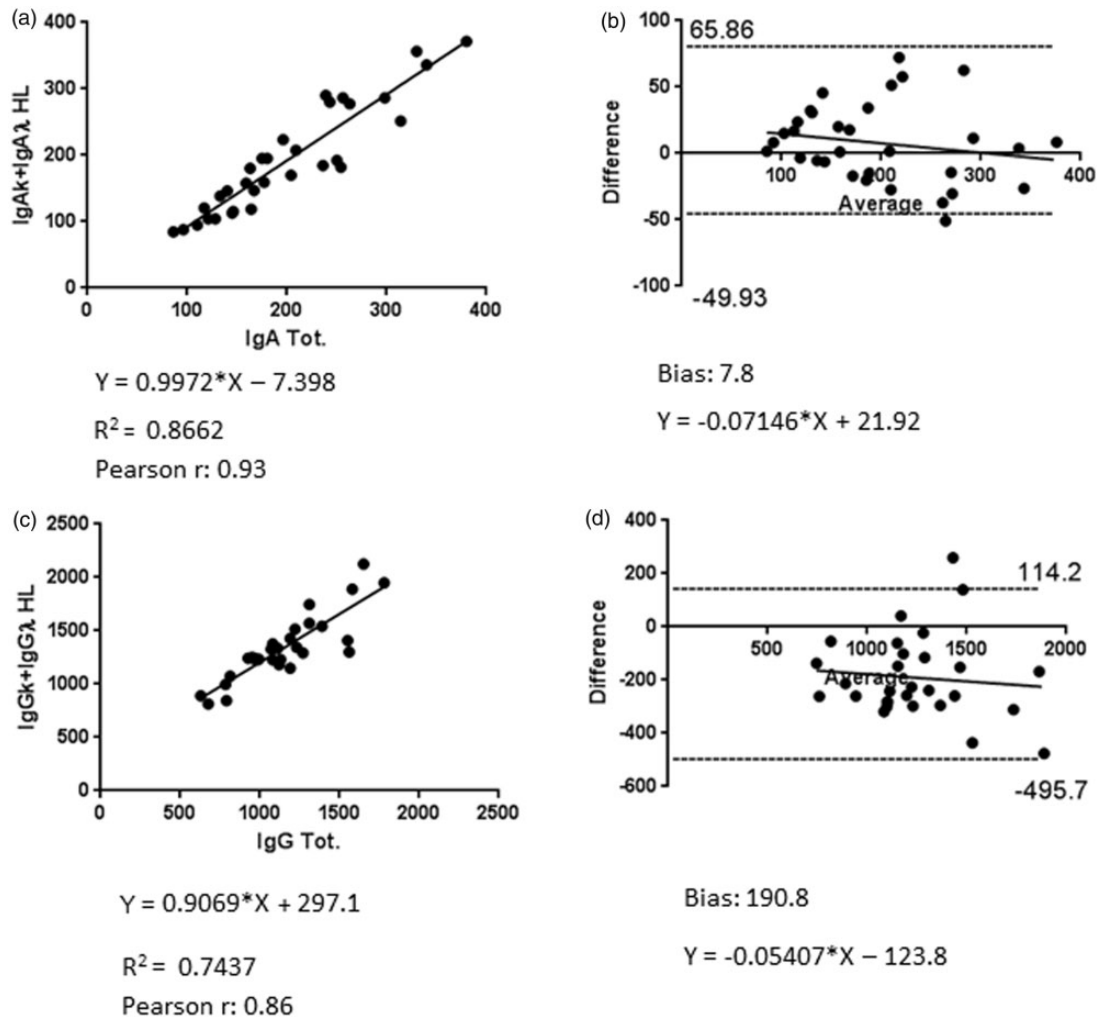 (a)
400
300
200
100
0
IgAk+IgAλ HL
0 100 200 300 400
IgA Tot.
Y = 0.9972*X – 7.398
R² = 0.8662
Pearson r: 0.93
(b)
100
65.86
50
0
-50
-100
Difference
100 200 300 400
Average
-49.93
Bias: 7.8
Y = -0.07146*X + 21.92
(c)
2500
2000
1500
1000
500
0
IgGk+IgGλ HL
0 500 1000 1500 2000 2500
IgG Tot.
Y = 0.9069*X + 297.1
R² = 0.7437
Pearson r: 0.86
(d)
400
200
0
-200
-400
-600
Difference
114.2
500 1000 1500 2000
Average
-495.7
Bias: 190.8
Y = -0.05407*X – 123.8